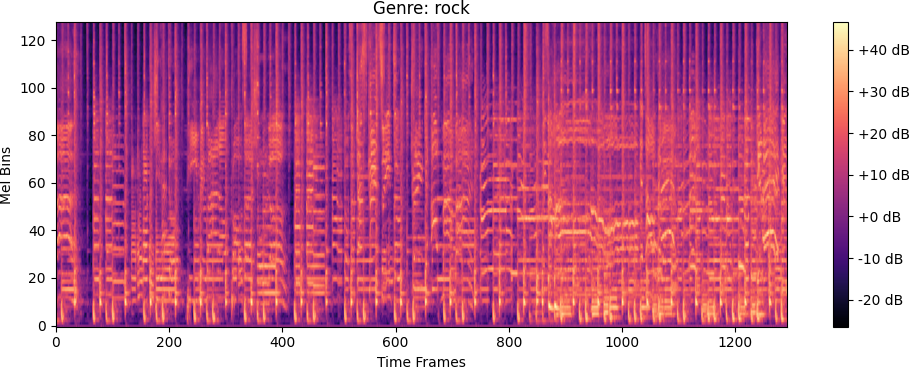 Genre: rock
120
100
80
60
40
20
0
Mel Bins
0 200 400 600 800 1000 1200
Time Frames
+40 dB
+30 dB
+20 dB
+10 dB
+0 dB
-10 dB
-20 dB